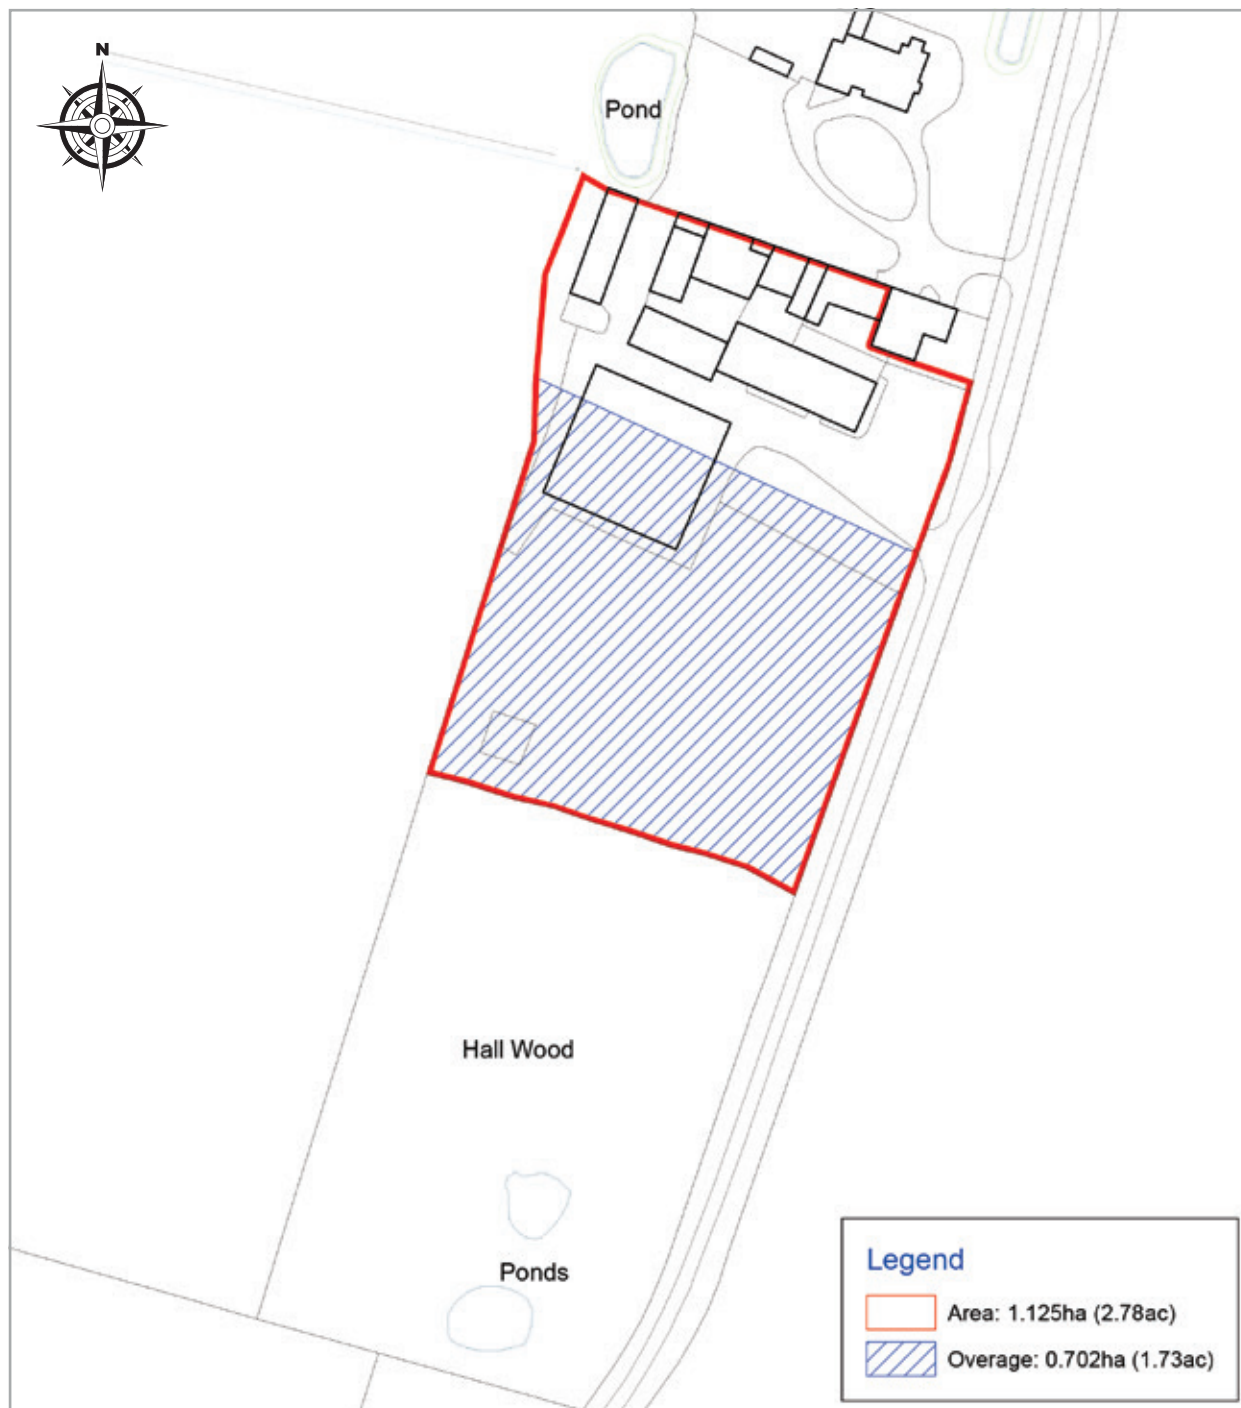 N
Pond
Hall Wood
Ponds
Legend
Area: 1.125ha (2.78ac)
Overage: 0.702ha (1.73ac)